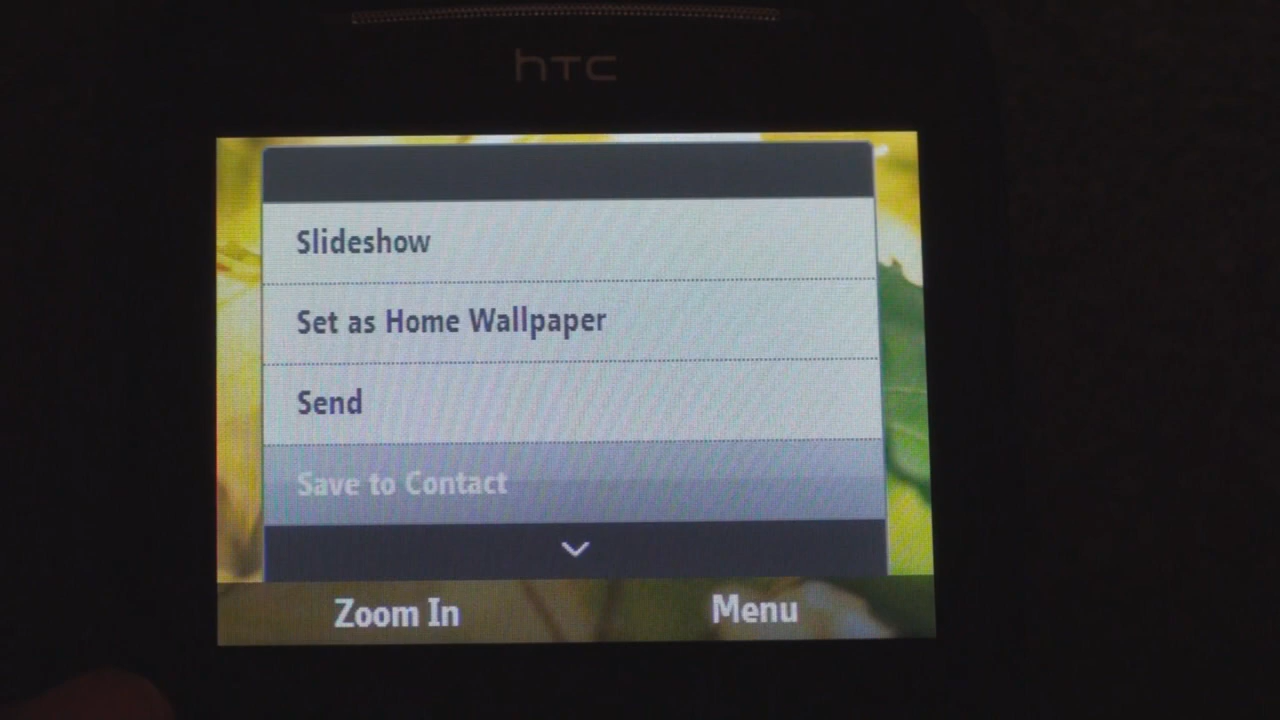 hTC
Slideshow
Set as Home Wallpaper
Send
Save to Contact
Zoom In
Menu